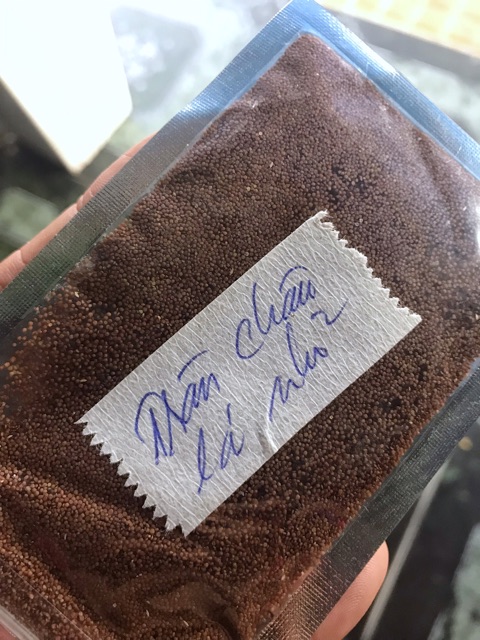 Trân châu
lá nhỏ